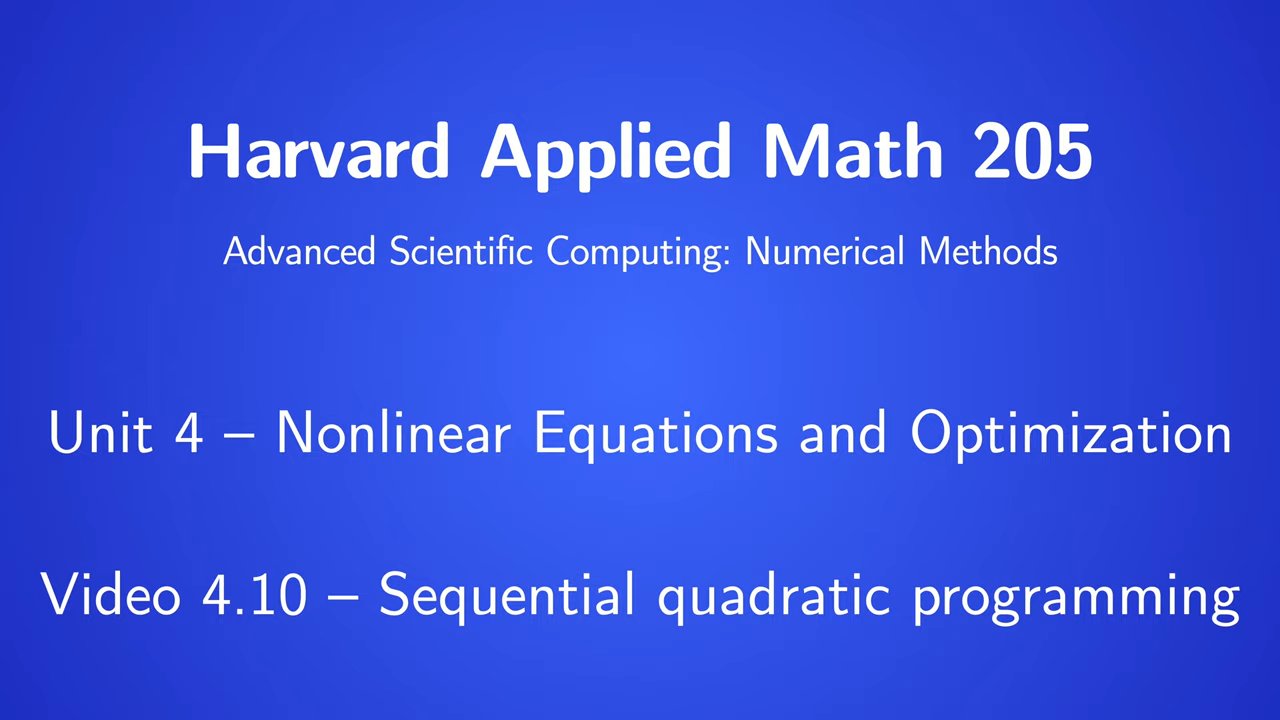 Harvard Applied Math 205
Advanced Scientific Computing: Numerical Methods
Unit 4 – Nonlinear Equations and Optimization
Video 4.10 – Sequential quadratic programming